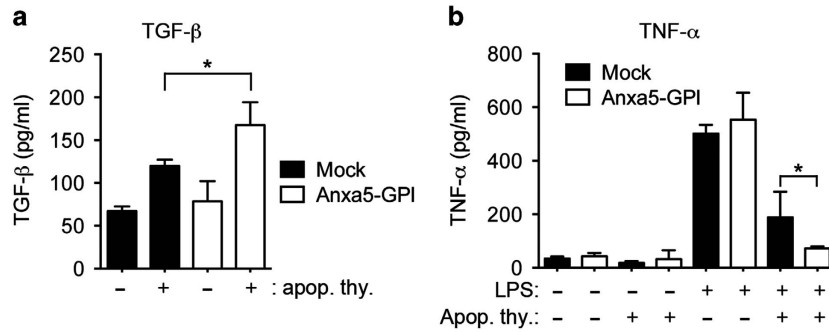 a
TGF-β
TGF-β (pg/ml)
250
200
150
100
50
0
*
Mock
Anxa5-GPI
– + – + : apop. thy.
b
TNF-α
TNF-α (pg/ml)
800
600
400
200
0
Mock
Anxa5-GPI
*
LPS: – – – – + + + +
Apop. thy.: – – + + – – + +